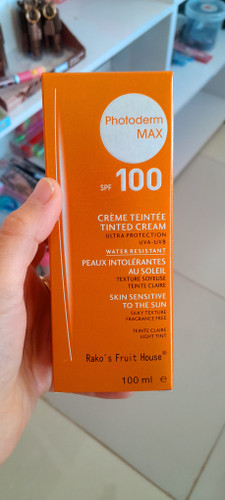 Photoderm
MAX
SPF 100
CRÈME TEINTÉE
TINTED CREAM
ULTRA PROTECTION
UVA-UVB
WATER RESISTANT
PEAUX INTOLÉRANTES
AU SOLEIL
TEXTURE SOYEUSE
TEINTE CLAIRE
SKIN SENSITIVE
TO THE SUN
SILKY TEXTURE
FRAGRANCE FREE
TEINTE CLAIRE
LIGHT TINT
Rako's Fruit House®
100 ml e